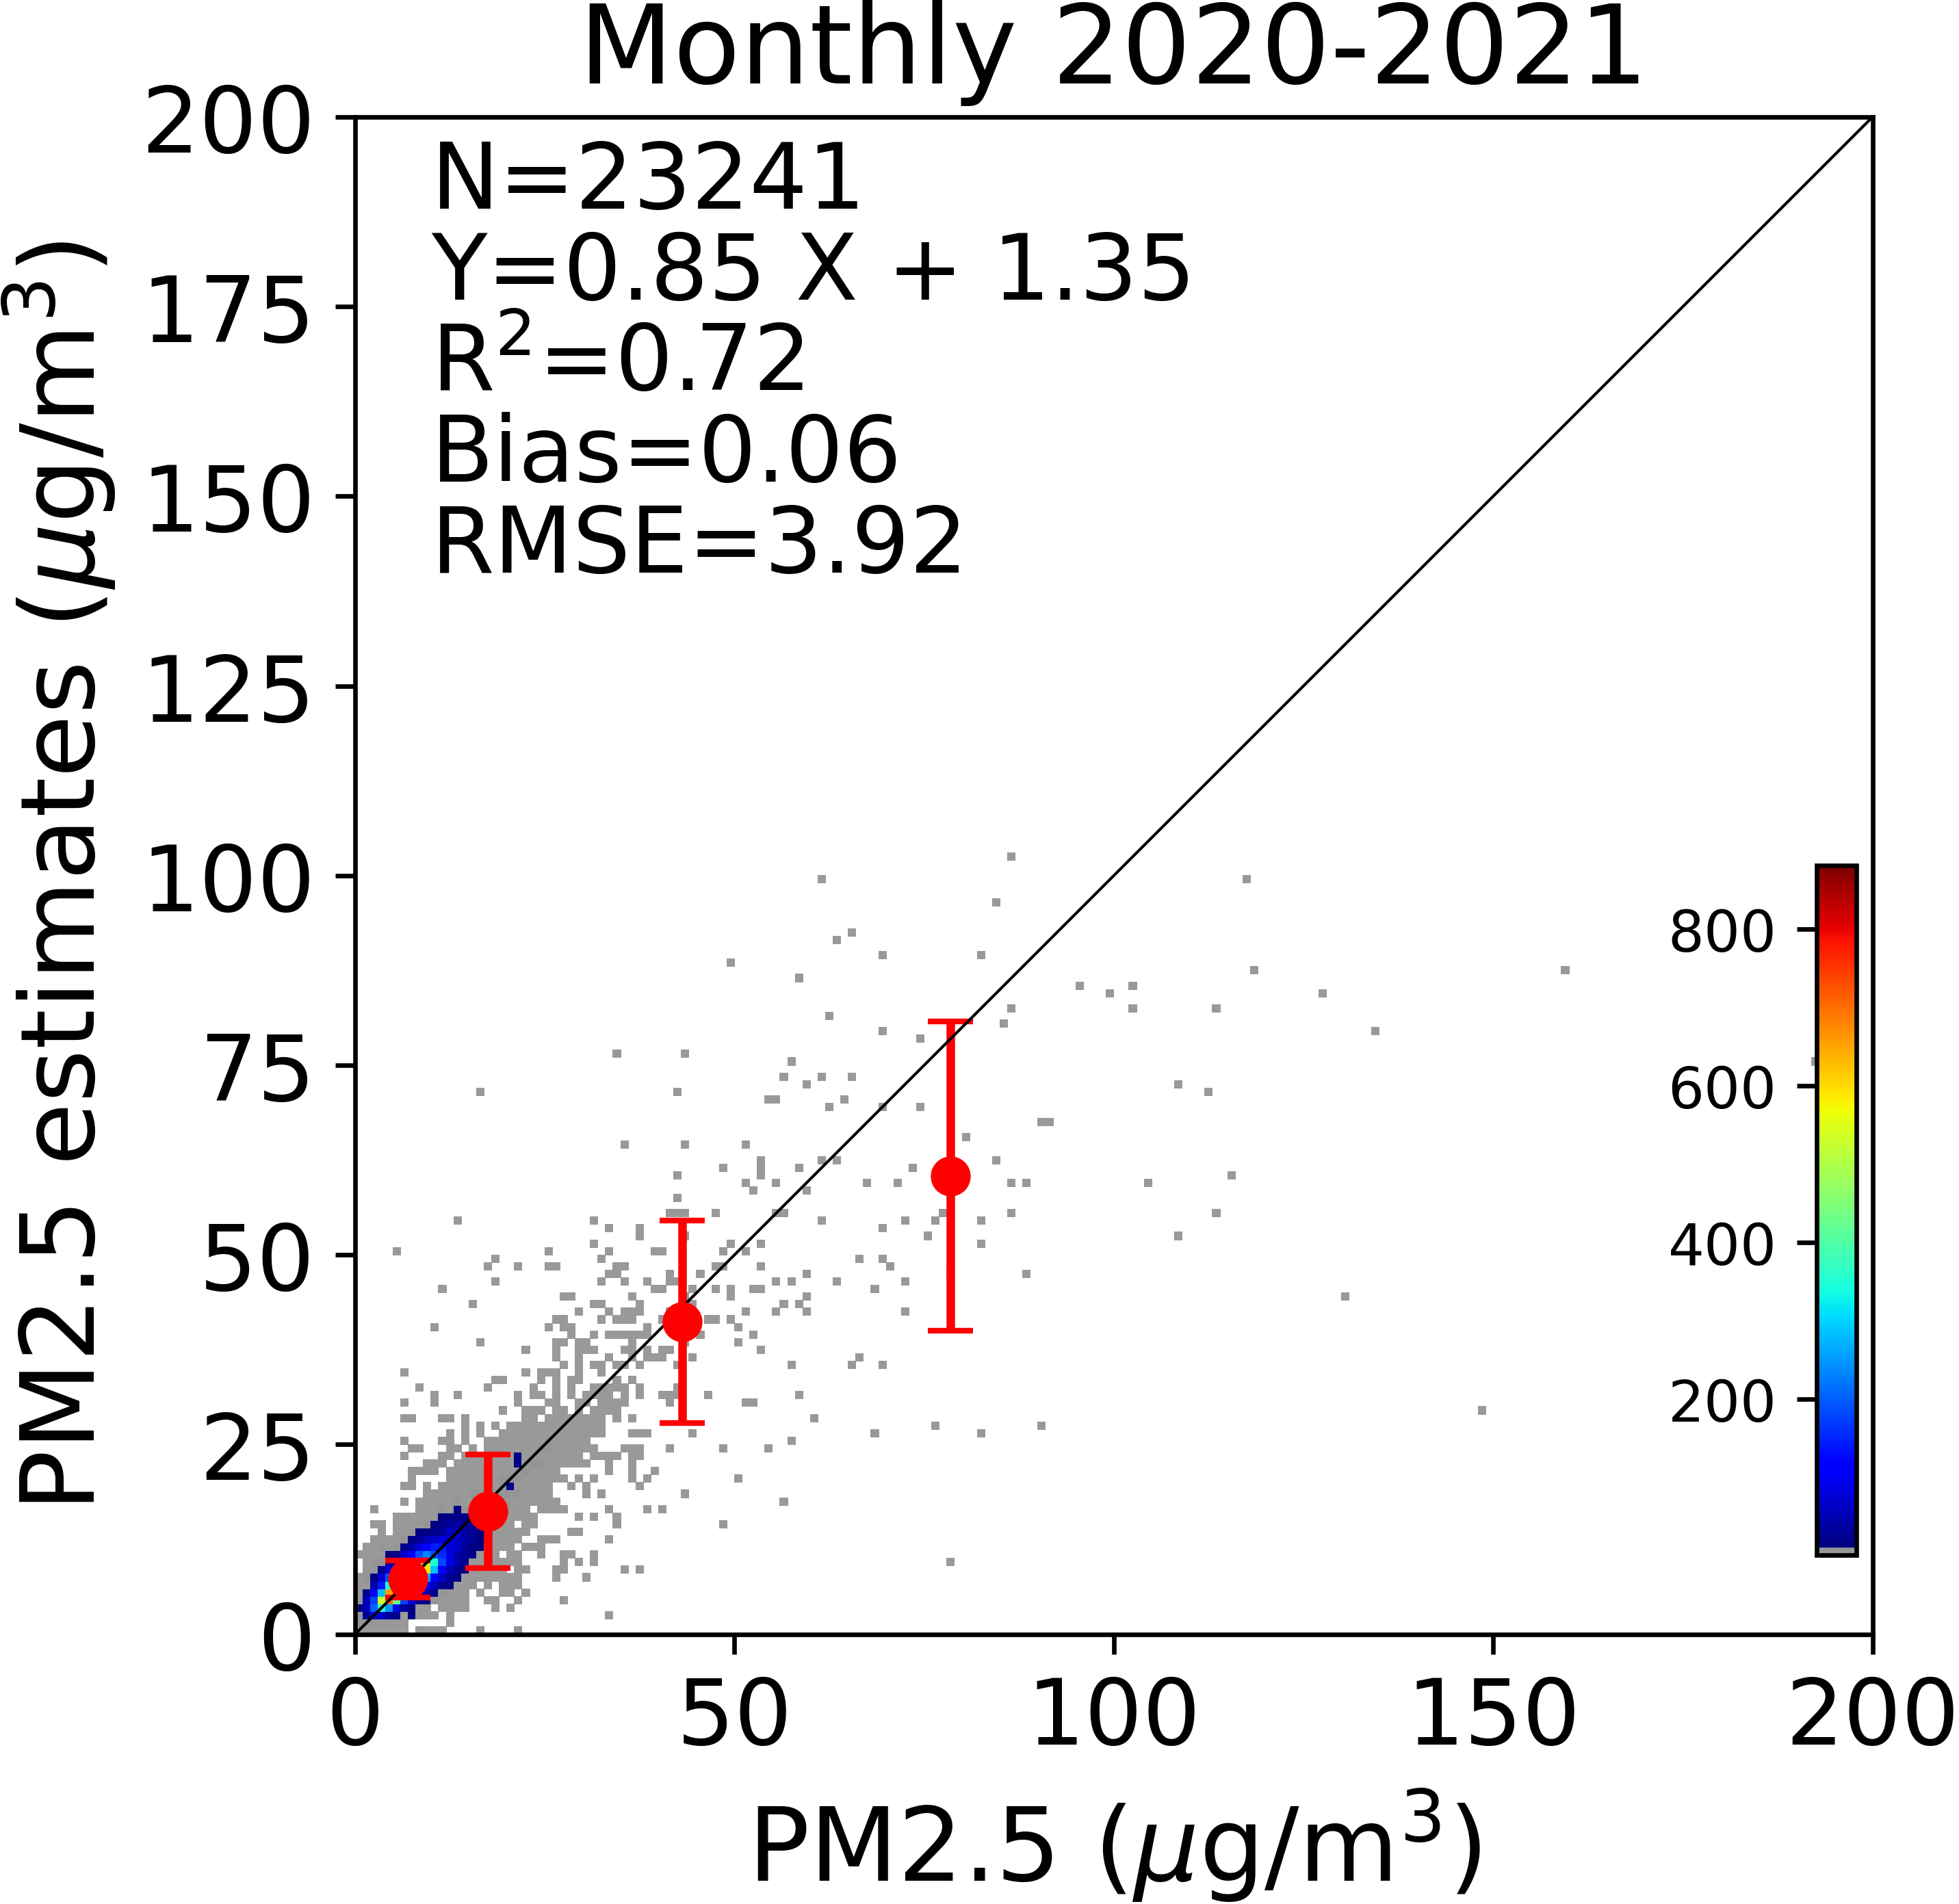 Monthly 2020-2021
N=23241
Y=0.85 X + 1.35
R²=0.72
Bias=0.06
RMSE=3.92
PM2.5 estimates (μg/m³)
200
175
150
125
100
75
50
25
0
800
600
400
200
0
50
100
150
200
PM2.5 (μg/m³)